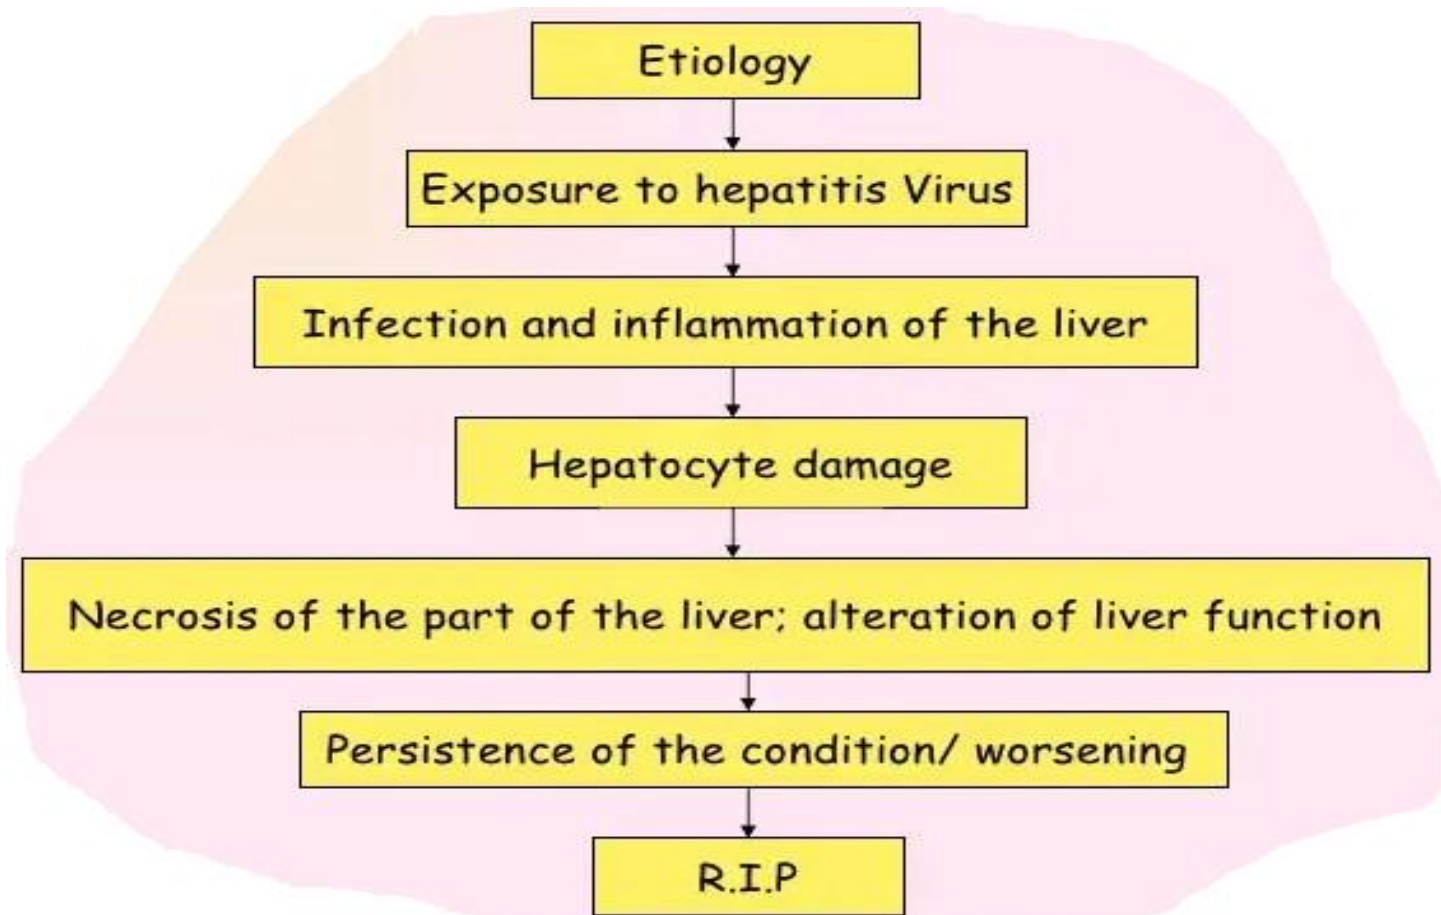 Etiology
Exposure to hepatitis Virus
Infection and inflammation of the liver
Hepatocyte damage
Necrosis of the part of the liver; alteration of liver function
Persistence of the condition/ worsening
R.I.P